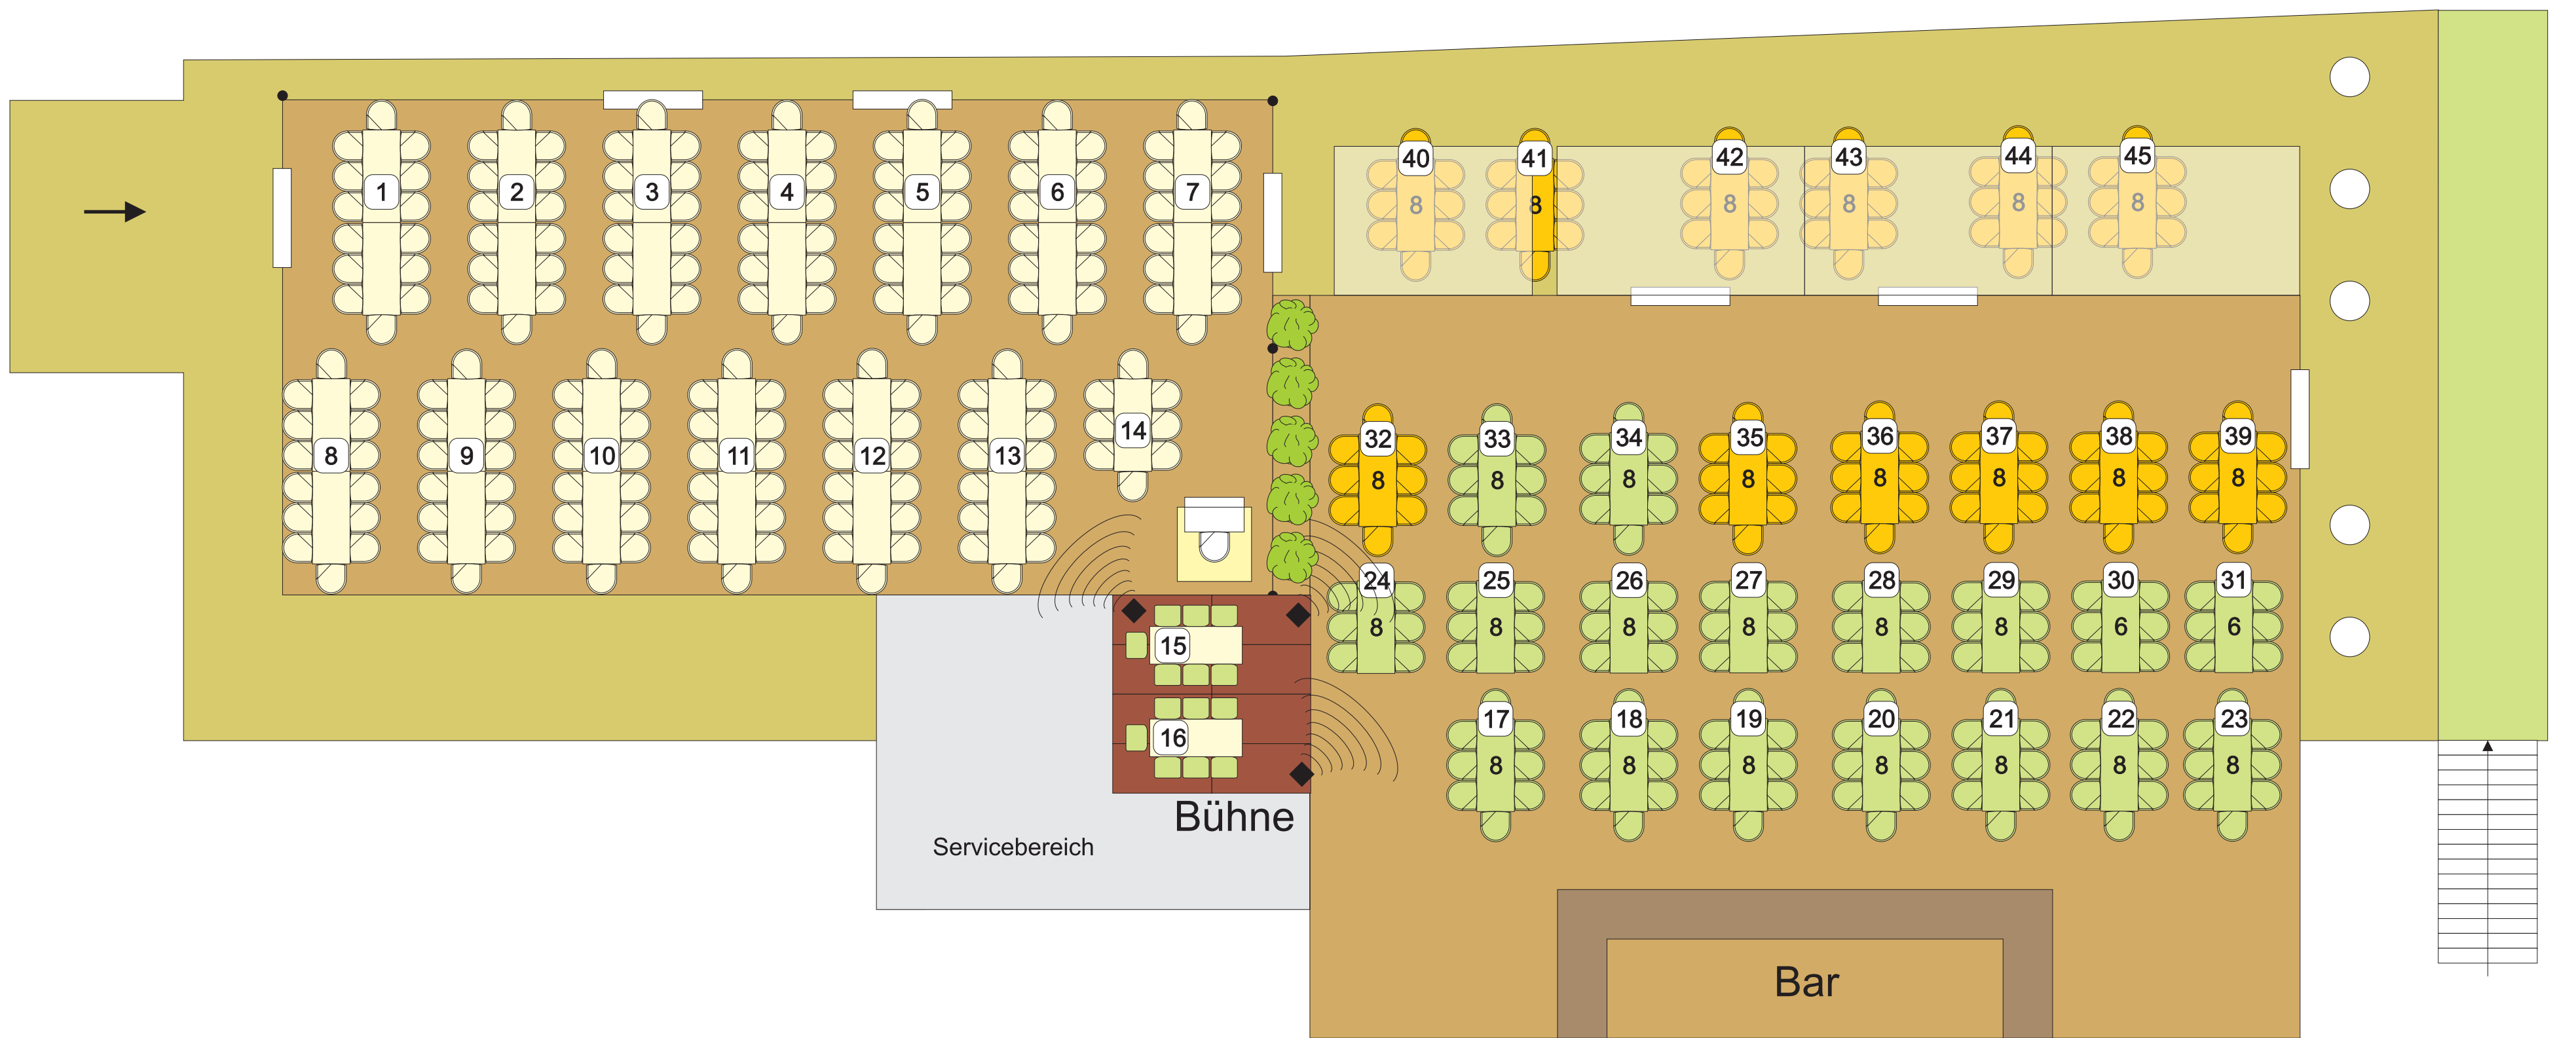 1 2 3 4 5 6 7
8 9 10 11 12 13 14
40 41 42 43 44 45
8 8 8 8 8 8
32 33 34 35 36 37 38 39
8 8 8 8 8 8 8 8
24 25 26 27 28 29 30 31
8 8 8 8 8 8 6 6
15
16
17 18 19 20 21 22 23
8 8 8 8 8 8 8
Bühne
Servicebereich
Bar